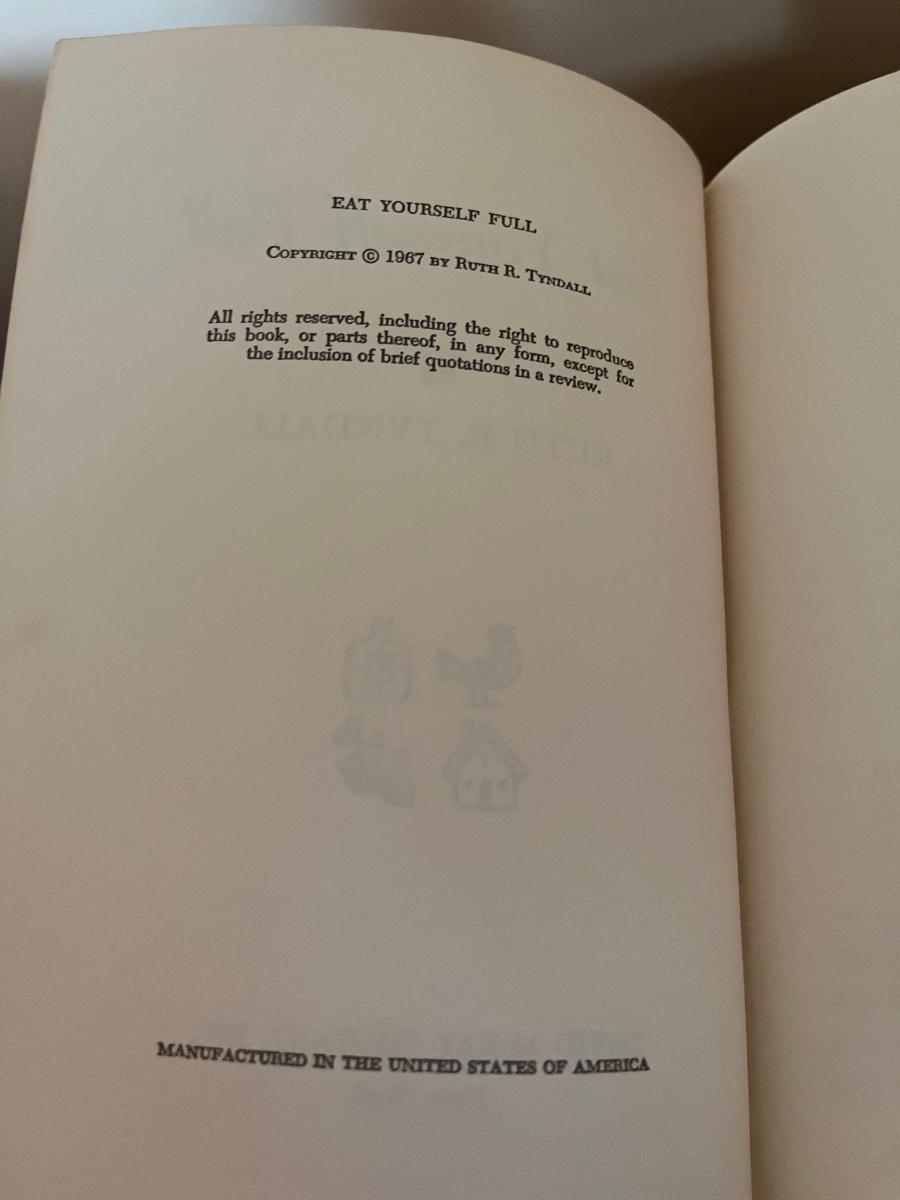 EAT YOURSELF FULL
COPYRIGHT © 1967 BY RUTH R. TYNDALL
All rights reserved, including the right to reproduce
this book, or parts thereof, in any form, except for
the inclusion of brief quotations in a review.
MANUFACTURED IN THE UNITED STATES OF AMERICA